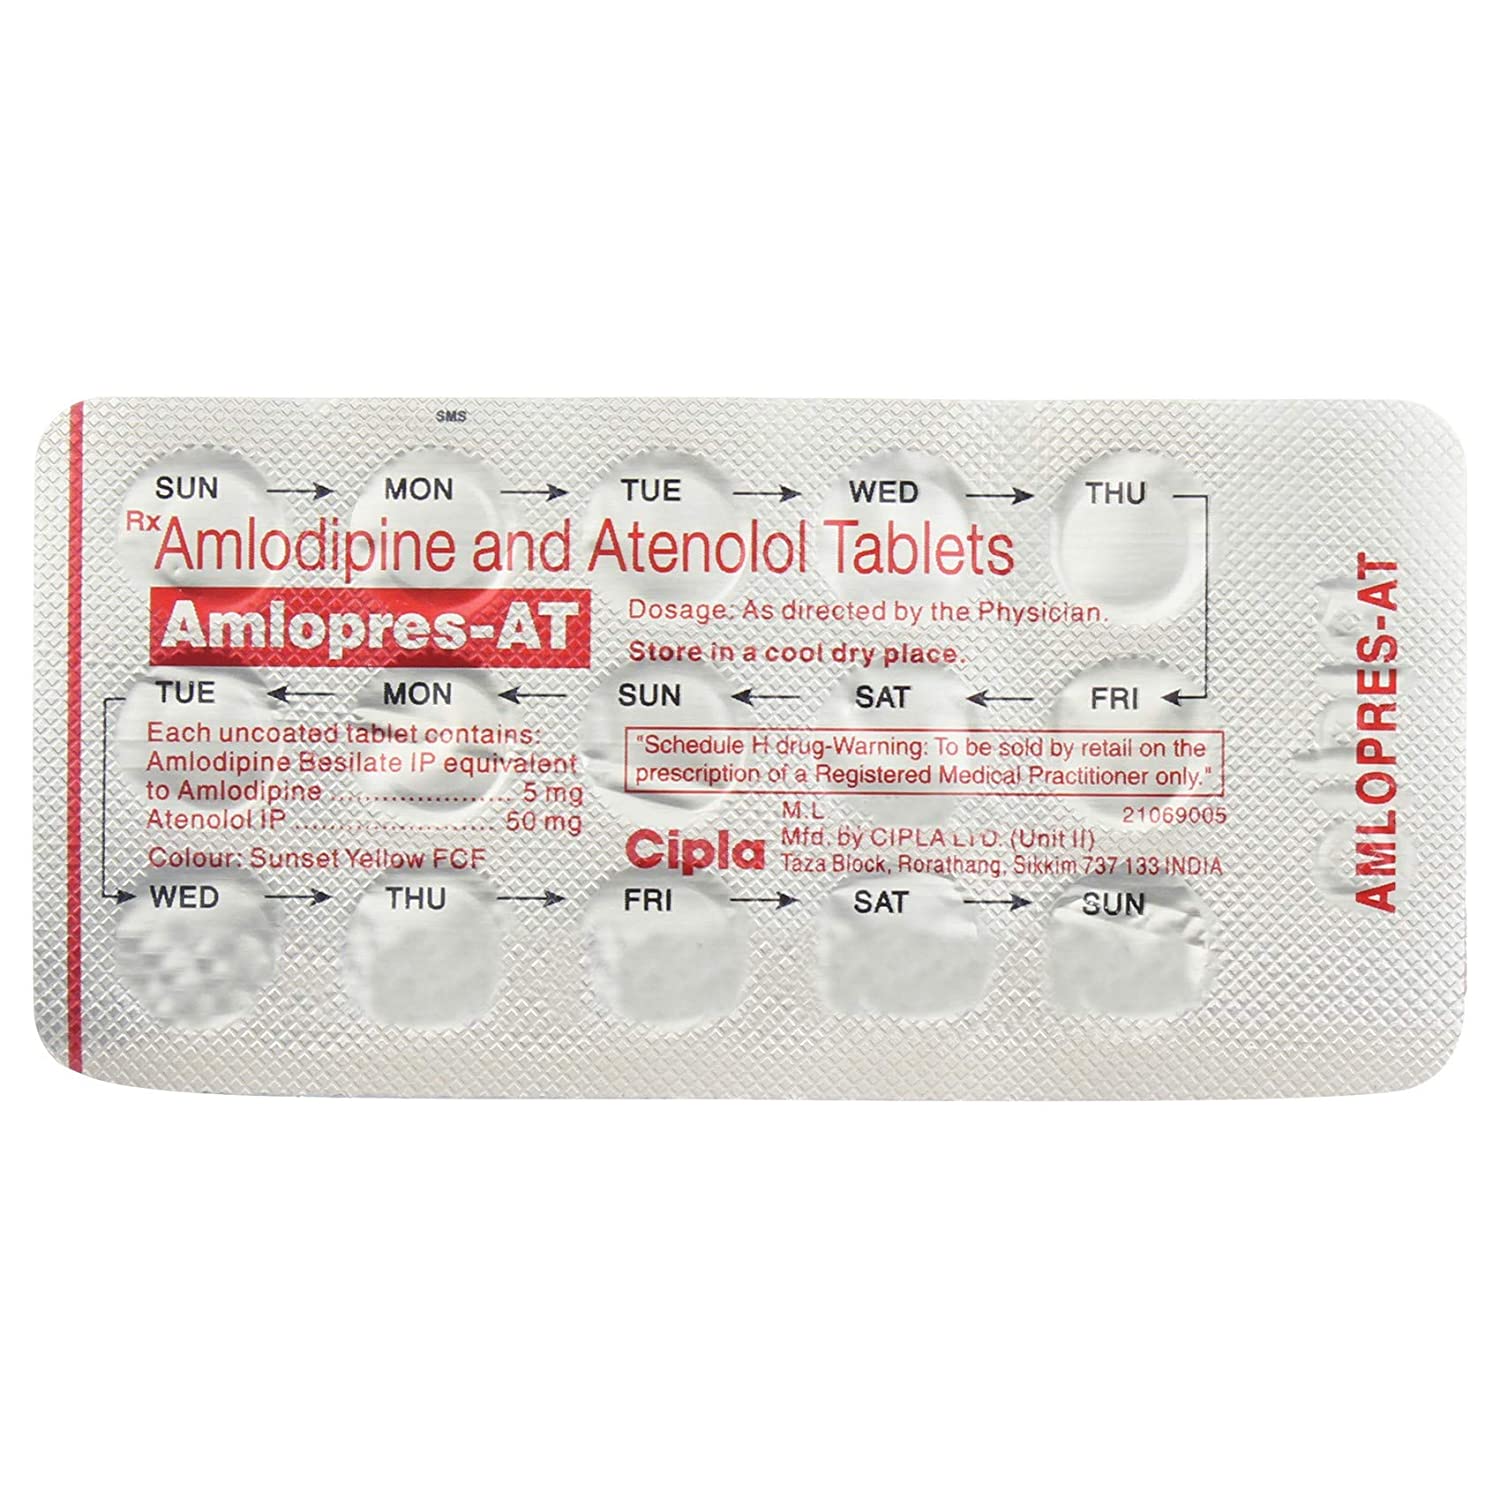 SMS
SUN → MON → TUE → WED → THU
Rx Amlodipine and Atenolol Tablets
Amlopres-AT
Dosage: As directed by the Physician.
Store in a cool dry place.
TUE ← MON ← SUN ← SAT ← FRI
Each uncoated tablet contains:
Amlodipine Besilate IP equivalent
to Amlodipine ........................ 5 mg
Atenolol IP ............................ 50 mg
Colour: Sunset Yellow FCF
"Schedule H drug-Warning: To be sold by retail on the
prescription of a Registered Medical Practitioner only."
M.L 21069005
Cipla
Mfd. by CIPLA LTD. (Unit II)
Taza Block, Rorathang, Sikkim 737 133 INDIA
WED → THU → FRI → SAT → SUN
AMLOPRES-AT